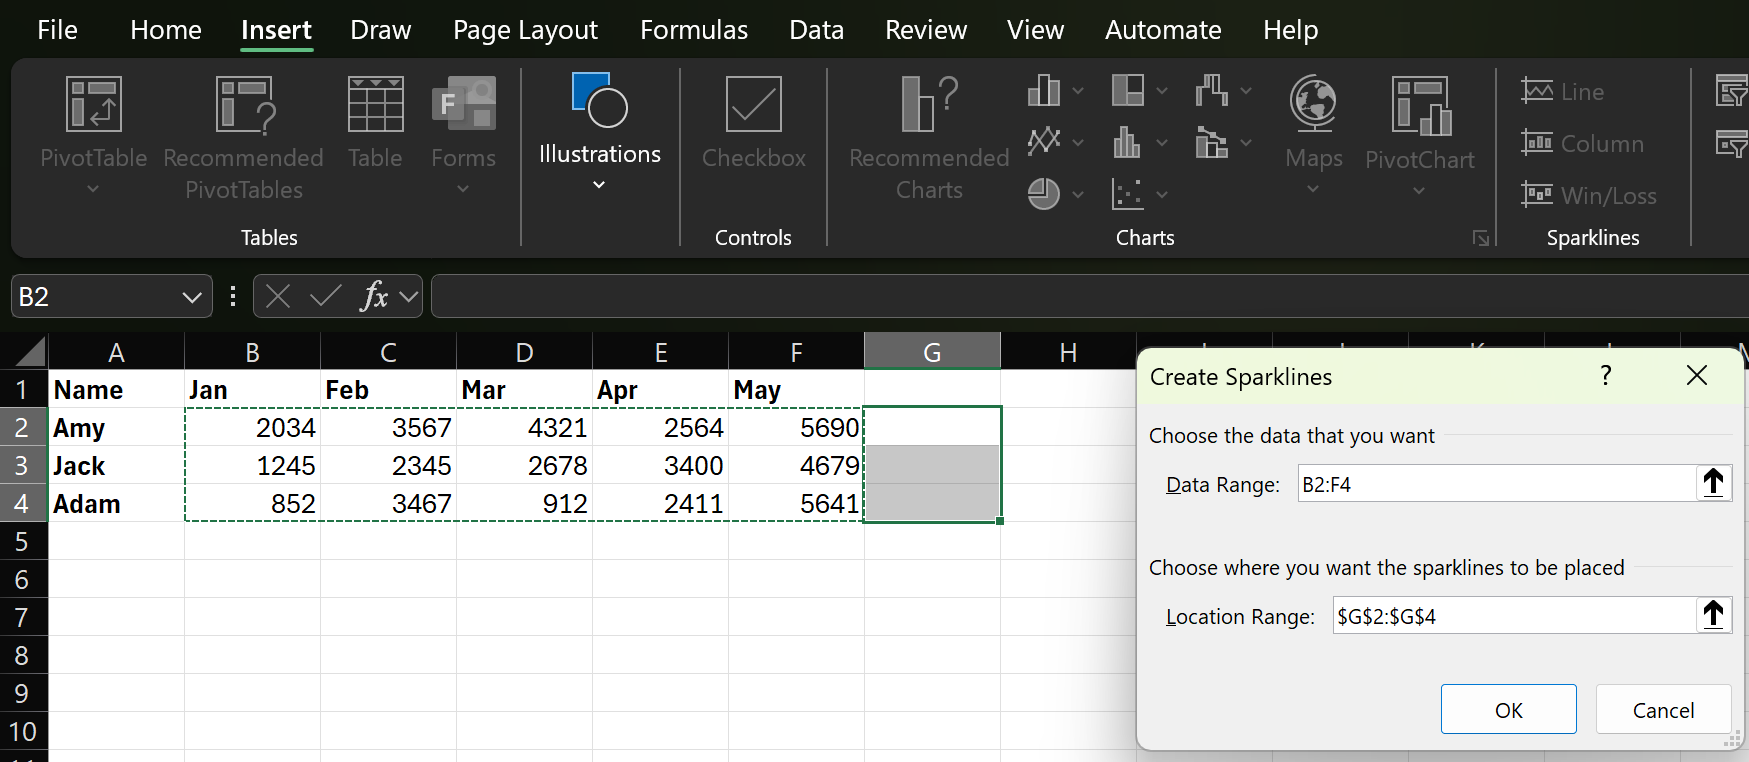 File Home Insert Draw Page Layout Formulas Data Review View Automate Help
PivotTable
Recommended PivotTables
Table
Forms
Tables
Illustrations
Checkbox
Controls
Recommended Charts
Maps
PivotChart
Charts
Line
Column
Win/Loss
Sparklines
B2 fx
A B C D E F G H
1 Name Jan Feb Mar Apr May
2 Amy 2034 3567 4321 2564 5690
3 Jack 1245 2345 2678 3400 4679
4 Adam 852 3467 912 2411 5641
5
6
7
8
9
10
Create Sparklines ?
Choose the data that you want
Data Range: B2:F4
Choose where you want the sparklines to be placed
Location Range: $G$2:$G$4
OK Cancel